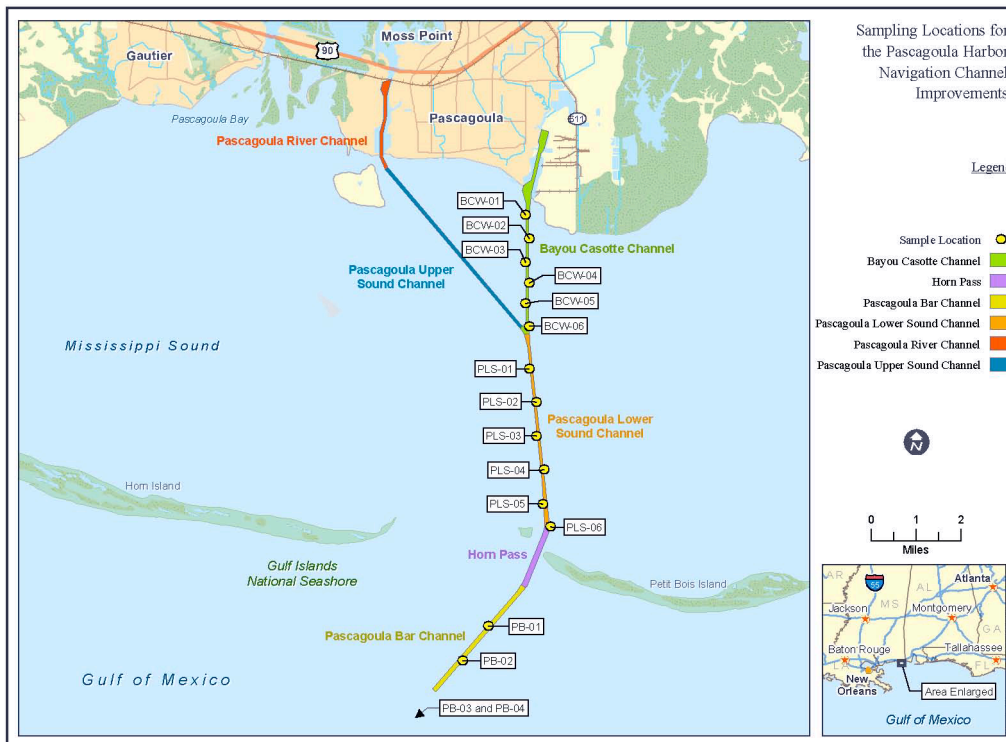 Sampling Locations for
the Pascagoula Harbor
Navigation Channel
Improvements
Legen
Sample Location
Bayou Casotte Channel
Horn Pass
Pascagoula Bar Channel
Pascagoula Lower Sound Channel
Pascagoula River Channel
Pascagoula Upper Sound Channel
N
0 1 2
Miles
Moss Point
90
Gautier
Pascagoula Bay
Pascagoula
611
Pascagoula River Channel
BCW-01
BCW-02
BCW-03
Bayou Casotte Channel
Pascagoula Upper
Sound Channel
BCW-04
BCW-05
BCW-06
Mississippi Sound
PLS-01
PLS-02
Pascagoula Lower
Sound Channel
PLS-03
PLS-04
Horn Island
PLS-05
PLS-06
Horn Pass
Gulf Islands
National Seashore
Petit Bois Island
PB-01
Pascagoula Bar Channel
PB-02
Gulf of Mexico
PB-03 and PB-04
AR
MS
AL
GA
LA
FL
55
Atlanta
Jackson
Montgomery
Baton Rouge
Tallahassee
New
Orleans
Area Enlarged
Gulf of Mexico